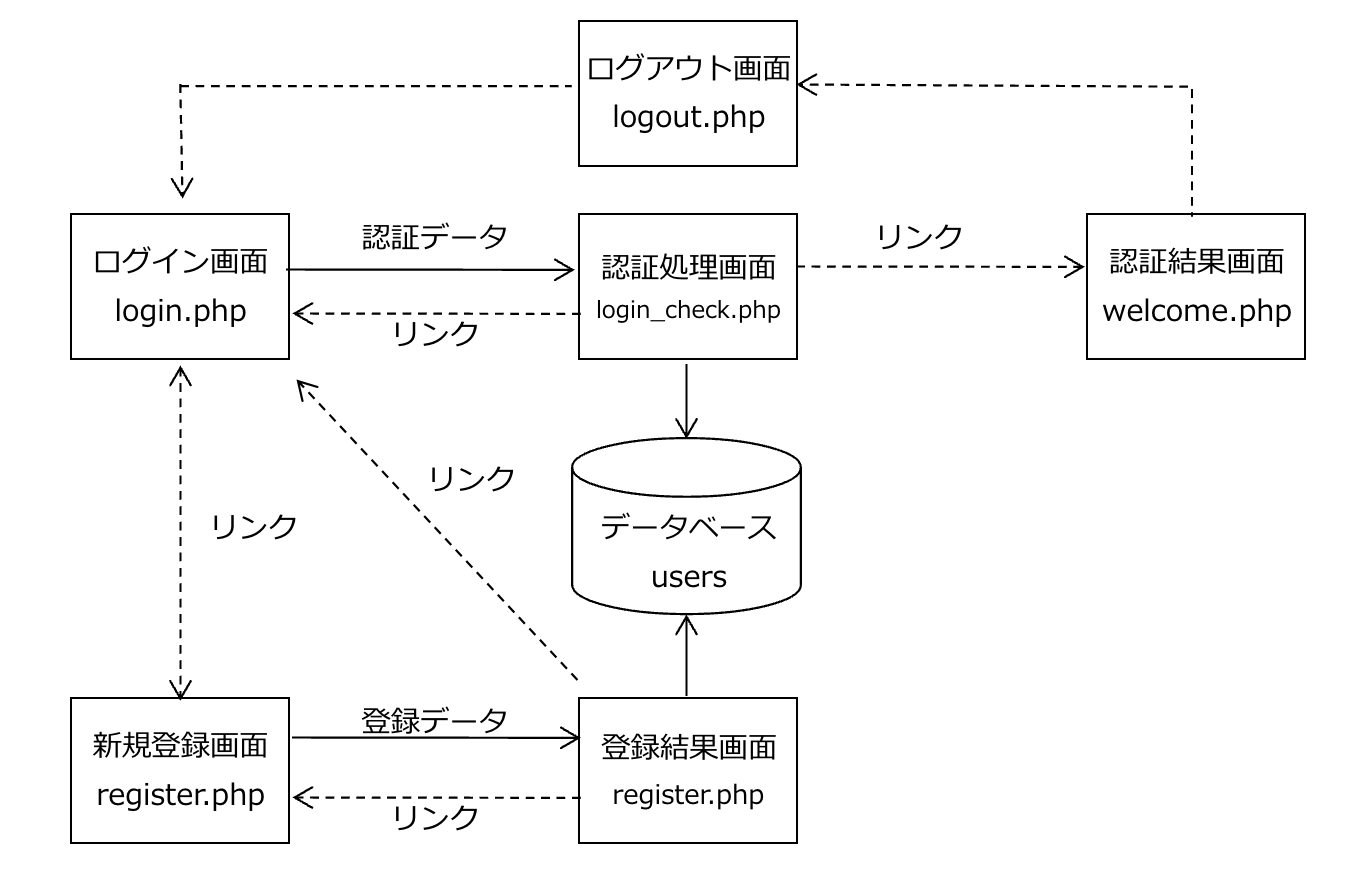 ログアウト画面
logout.php
ログイン画面
login.php
認証データ
リンク
認証処理画面
login_check.php
リンク
認証結果画面
welcome.php
リンク
リンク
データベース
users
新規登録画面
register.php
登録データ
リンク
登録結果画面
register.php